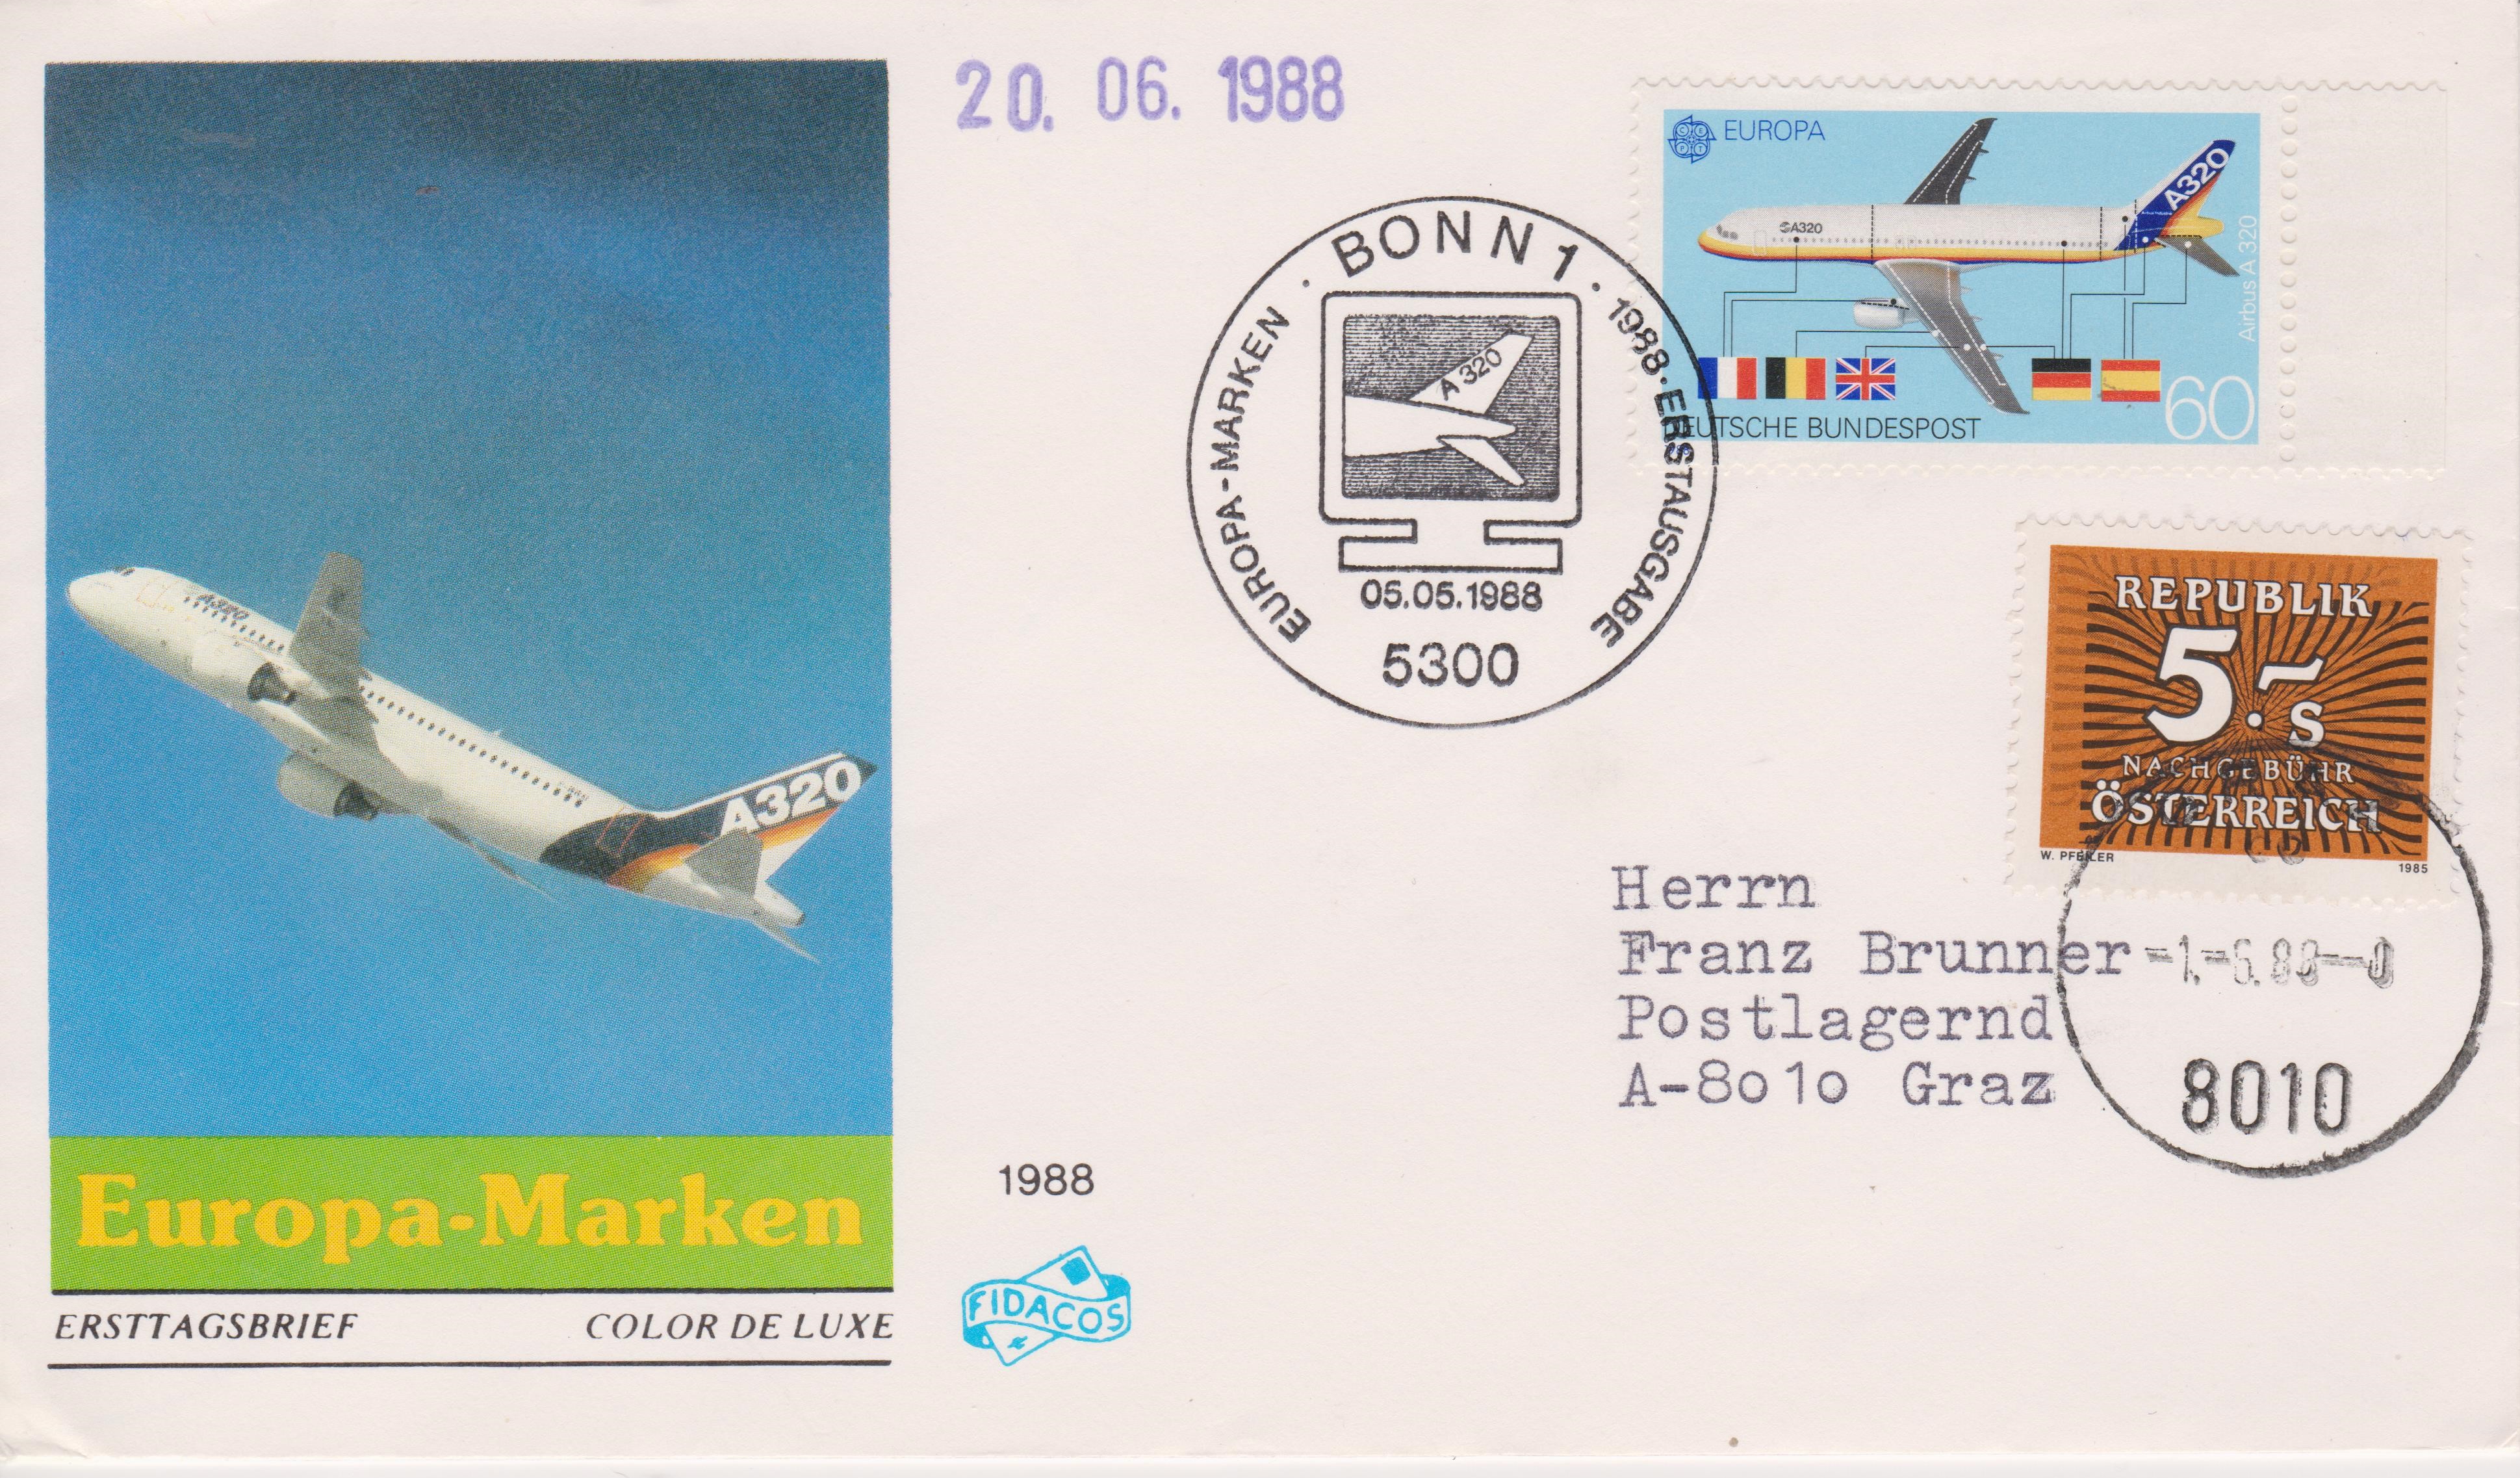 20. 06. 1988
EUROPA
A320
A320
Airbus A 320
60
DEUTSCHE BUNDESPOST
· BONN 1 ·
EUROPA-MARKEN
1988·ERSTAUSGABE
A 320
05.05.1988
5300
REPUBLIK
5.- S
NACHGEBÜHR
ÖSTERREICH
W. PFEILER 1985
Herrn
Franz Brunner
Postlagernd
A-8010 Graz
8010
A320
A320
Europa-Marken
ERSTTAGSBRIEF COLOR DE LUXE
1988
FIDACOS